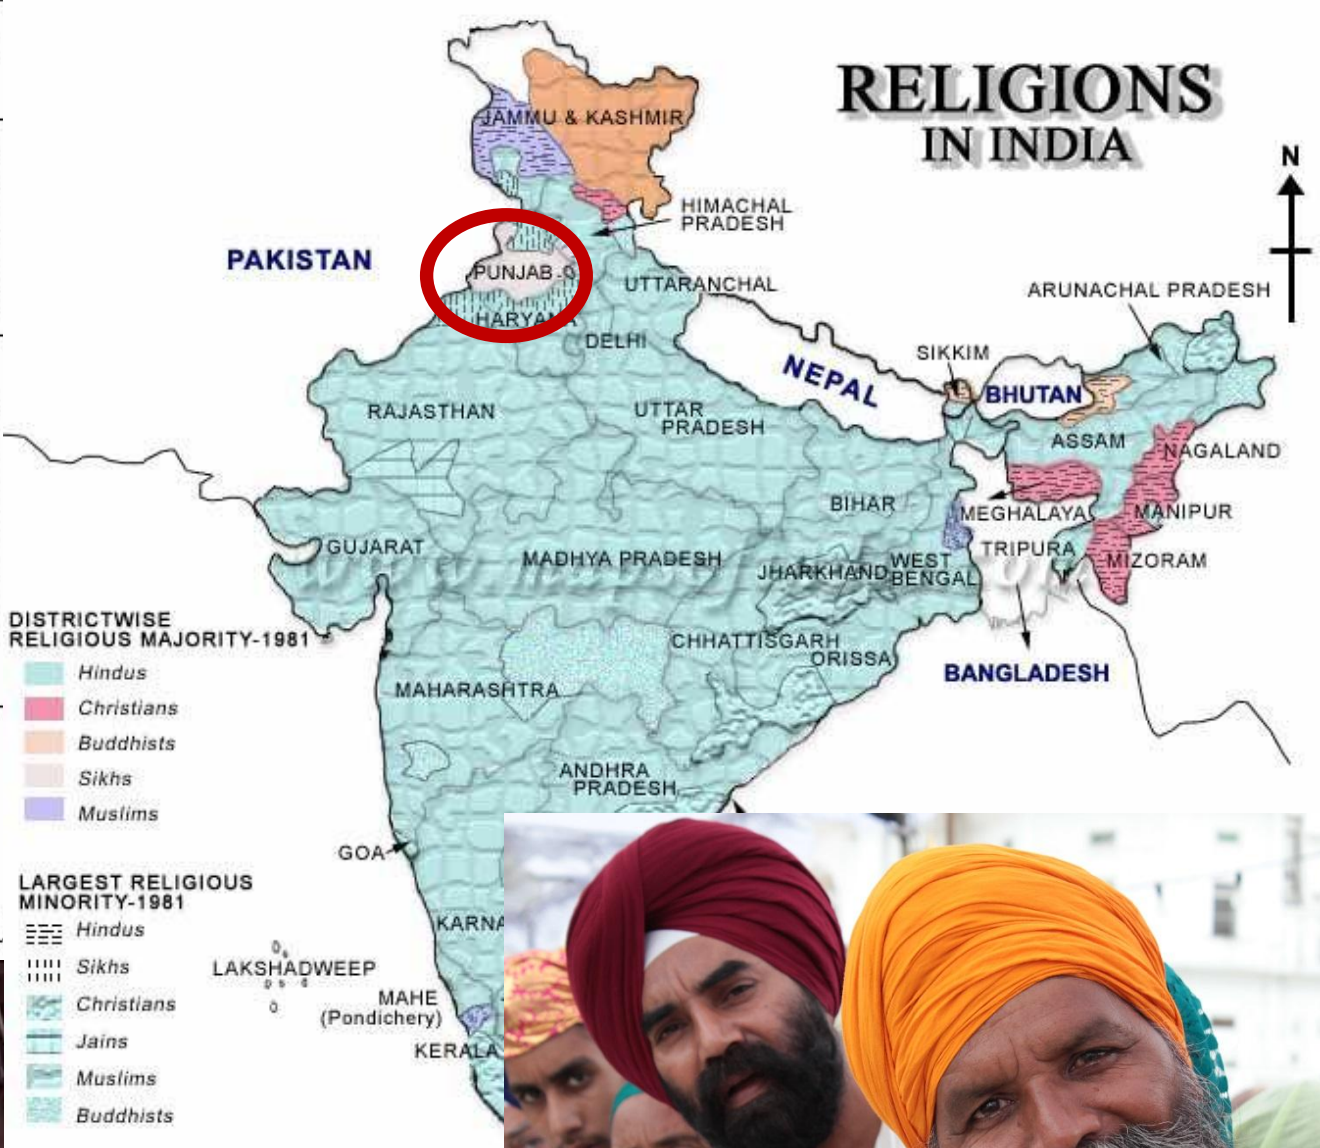 RELIGIONS
IN INDIA
N
JAMMU & KASHMIR
HIMACHAL
PRADESH
PAKISTAN
PUNJAB
UTTARANCHAL
ARUNACHAL PRADESH
HARYANA
DELHI
SIKKIM
NEPAL
BHUTAN
RAJASTHAN
UTTAR
PRADESH
ASSAM
NAGALAND
BIHAR
MEGHALAYA
MANIPUR
GUJARAT
MADHYA PRADESH
JHARKHAND
WEST
BENGAL
TRIPURA
MIZORAM
CHHATTISGARH
ORISSA
BANGLADESH
MAHARASHTRA
ANDHRA
PRADESH
GOA
KARNA
LAKSHADWEEP
MAHE
(Pondichery)
KERALA
DISTRICTWISE
RELIGIOUS MAJORITY-1981
Hindus
Christians
Buddhists
Sikhs
Muslims
LARGEST RELIGIOUS
MINORITY-1981
Hindus
Sikhs
Christians
Jains
Muslims
Buddhists